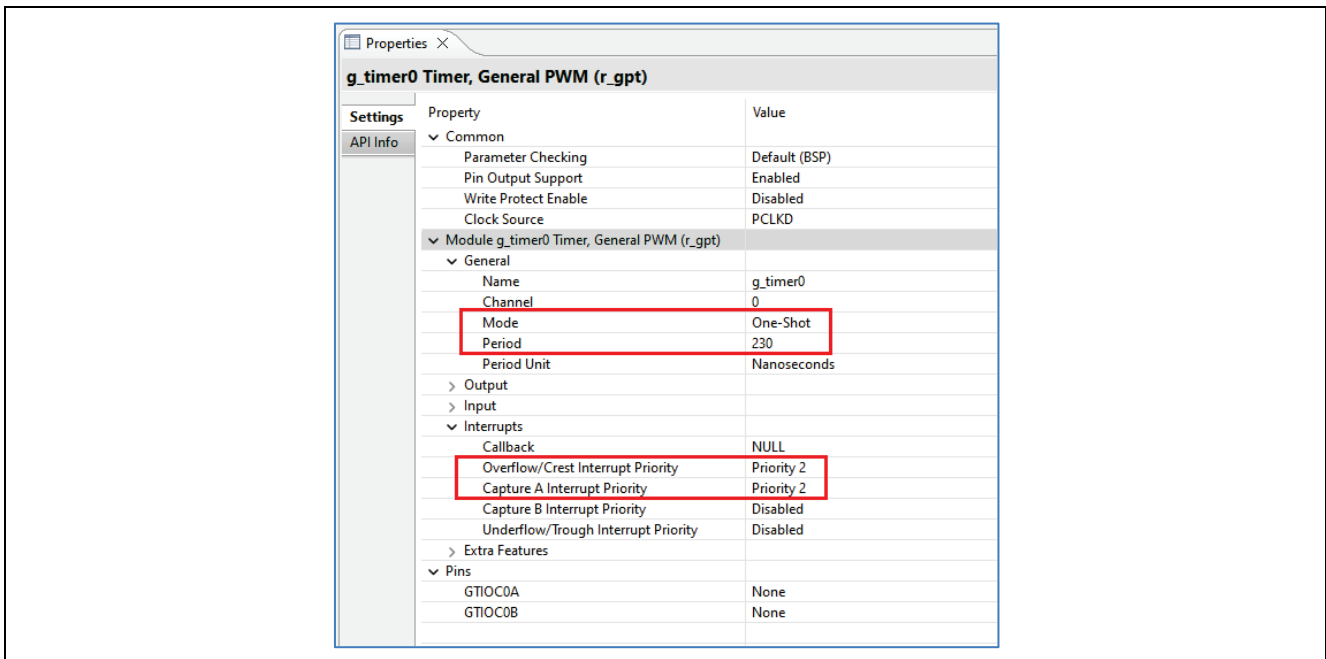 Properties
g_timer0 Timer, General PWM (r_gpt)
Settings
API Info
Property Value
Common
Parameter Checking Default (BSP)
Pin Output Support Enabled
Write Protect Enable Disabled
Clock Source PCLKD
Module g_timer0 Timer, General PWM (r_gpt)
General
Name g_timer0
Channel 0
Mode One-Shot
Period 230
Period Unit Nanoseconds
Output
Input
Interrupts
Callback NULL
Overflow/Crest Interrupt Priority Priority 2
Capture A Interrupt Priority Priority 2
Capture B Interrupt Priority Disabled
Underflow/Trough Interrupt Priority Disabled
Extra Features
Pins
GTIOC0A None
GTIOC0B None